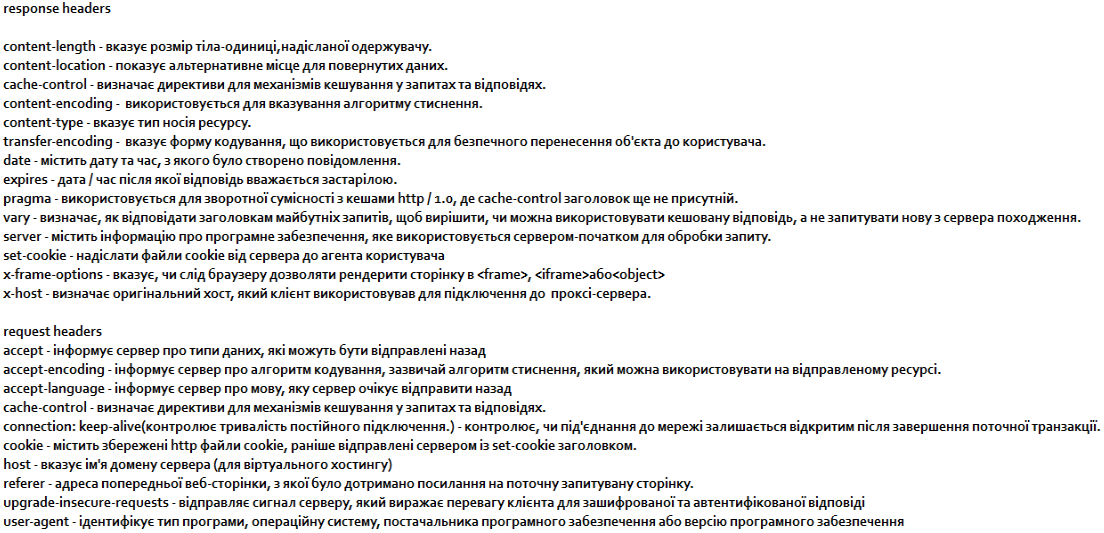 response headers
content-length - вказує розмір тіла-одиниці,надісланої одержувачу.
content-location - показує альтернативне місце для повернутих даних.
cache-control - визначає директиви для механізмів кешування у запитах та відповідях.
content-encoding -  використовується для вказування алгоритму стиснення.
content-type - вказує тип носія ресурсу.
transfer-encoding -  вказує форму кодування, що використовується для безпечного перенесення об'єкта до користувача.
date - містить дату та час, з якого було створено повідомлення.
expires - дата / час після якої відповідь вважається застарілою.
pragma - використовується для зворотної сумісності з кешами http / 1.0, де cache-control заголовок ще не присутній.
vary - визначає, як відповідати заголовкам майбутніх запитів, щоб вирішити, чи можна використовувати кешовану відповідь, а не запитувати нову з сервера походження.
server - містить інформацію про програмне забезпечення, яке використовується сервером-початком для обробки запиту.
set-cookie - надіслати файли cookie від сервера до агента користувача
x-frame-options - вказує, чи слід браузеру дозволяти рендерити сторінку в <frame>, <iframe>або<object>
x-host - визначає оригінальний хост, який клієнт використовував для підключення до  проксі-сервера.
request headers
accept - інформує сервер про типи даних, які можуть бути відправлені назад
accept-encoding - інформує сервер про алгоритм кодування, зазвичай алгоритм стиснення, який можна використовувати на відправленому ресурсі.
accept-language - інформує сервер про мову, яку сервер очікує відправити назад
cache-control - визначає директиви для механізмів кешування у запитах та відповідях.
connection: keep-alive(контролює тривалість постійного підключення.) - контролює, чи під'єднання до мережі залишається відкритим після завершення поточної транзакції.
cookie - містить збережені http файли cookie, раніше відправлені сервером із set-cookie заголовком.
host - вказує ім'я домену сервера (для віртуального хостингу)
referer - адреса попередньої веб-сторінки, з якої було дотримано посилання на поточну запитувану сторінку.
upgrade-insecure-requests - відправляє сигнал серверу, який виражає перевагу клієнта для зашифрованої та автентифікованої відповіді
user-agent - ідентифікує тип програми, операційну систему, постачальника програмного забезпечення або версію програмного забезпечення